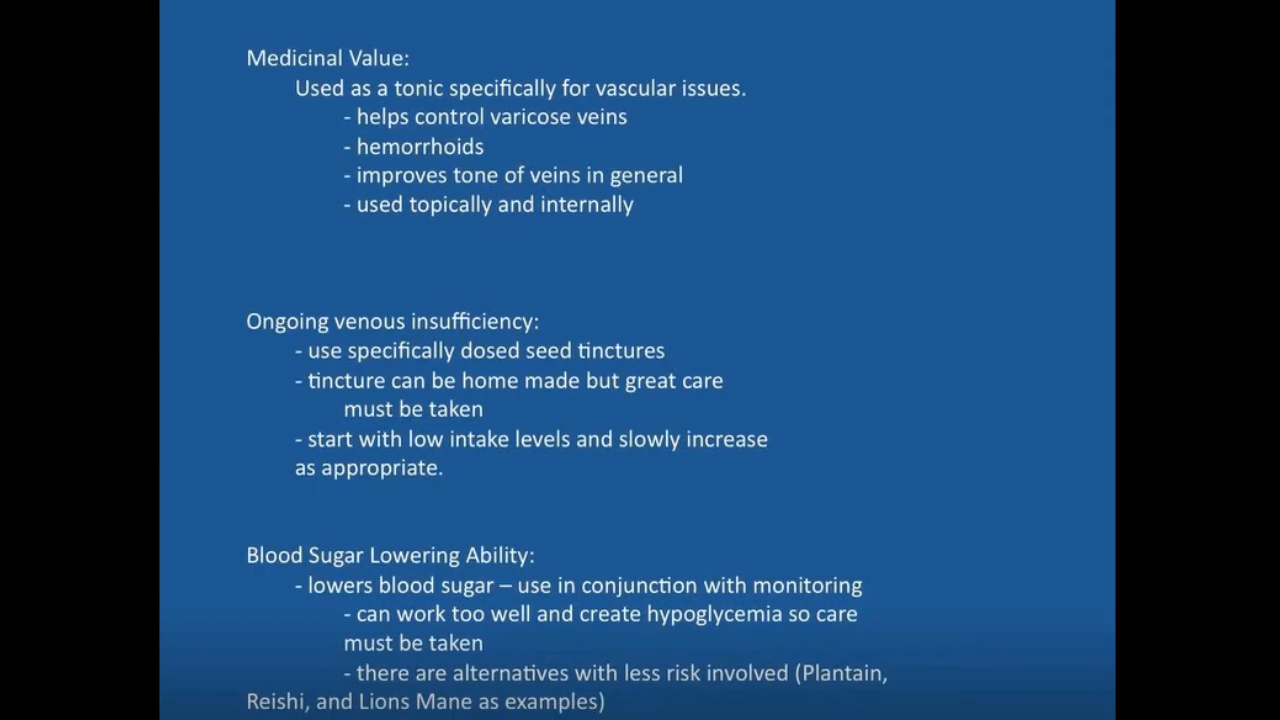 Medicinal Value:
Used as a tonic specifically for vascular issues.
- helps control varicose veins
- hemorrhoids
- improves tone of veins in general
- used topically and internally
Ongoing venous insufficiency:
- use specifically dosed seed tinctures
- tincture can be home made but great care
must be taken
- start with low intake levels and slowly increase
as appropriate.
Blood Sugar Lowering Ability:
- lowers blood sugar – use in conjunction with monitoring
- can work too well and create hypoglycemia so care
must be taken
- there are alternatives with less risk involved (Plantain,
Reishi, and Lions Mane as examples)